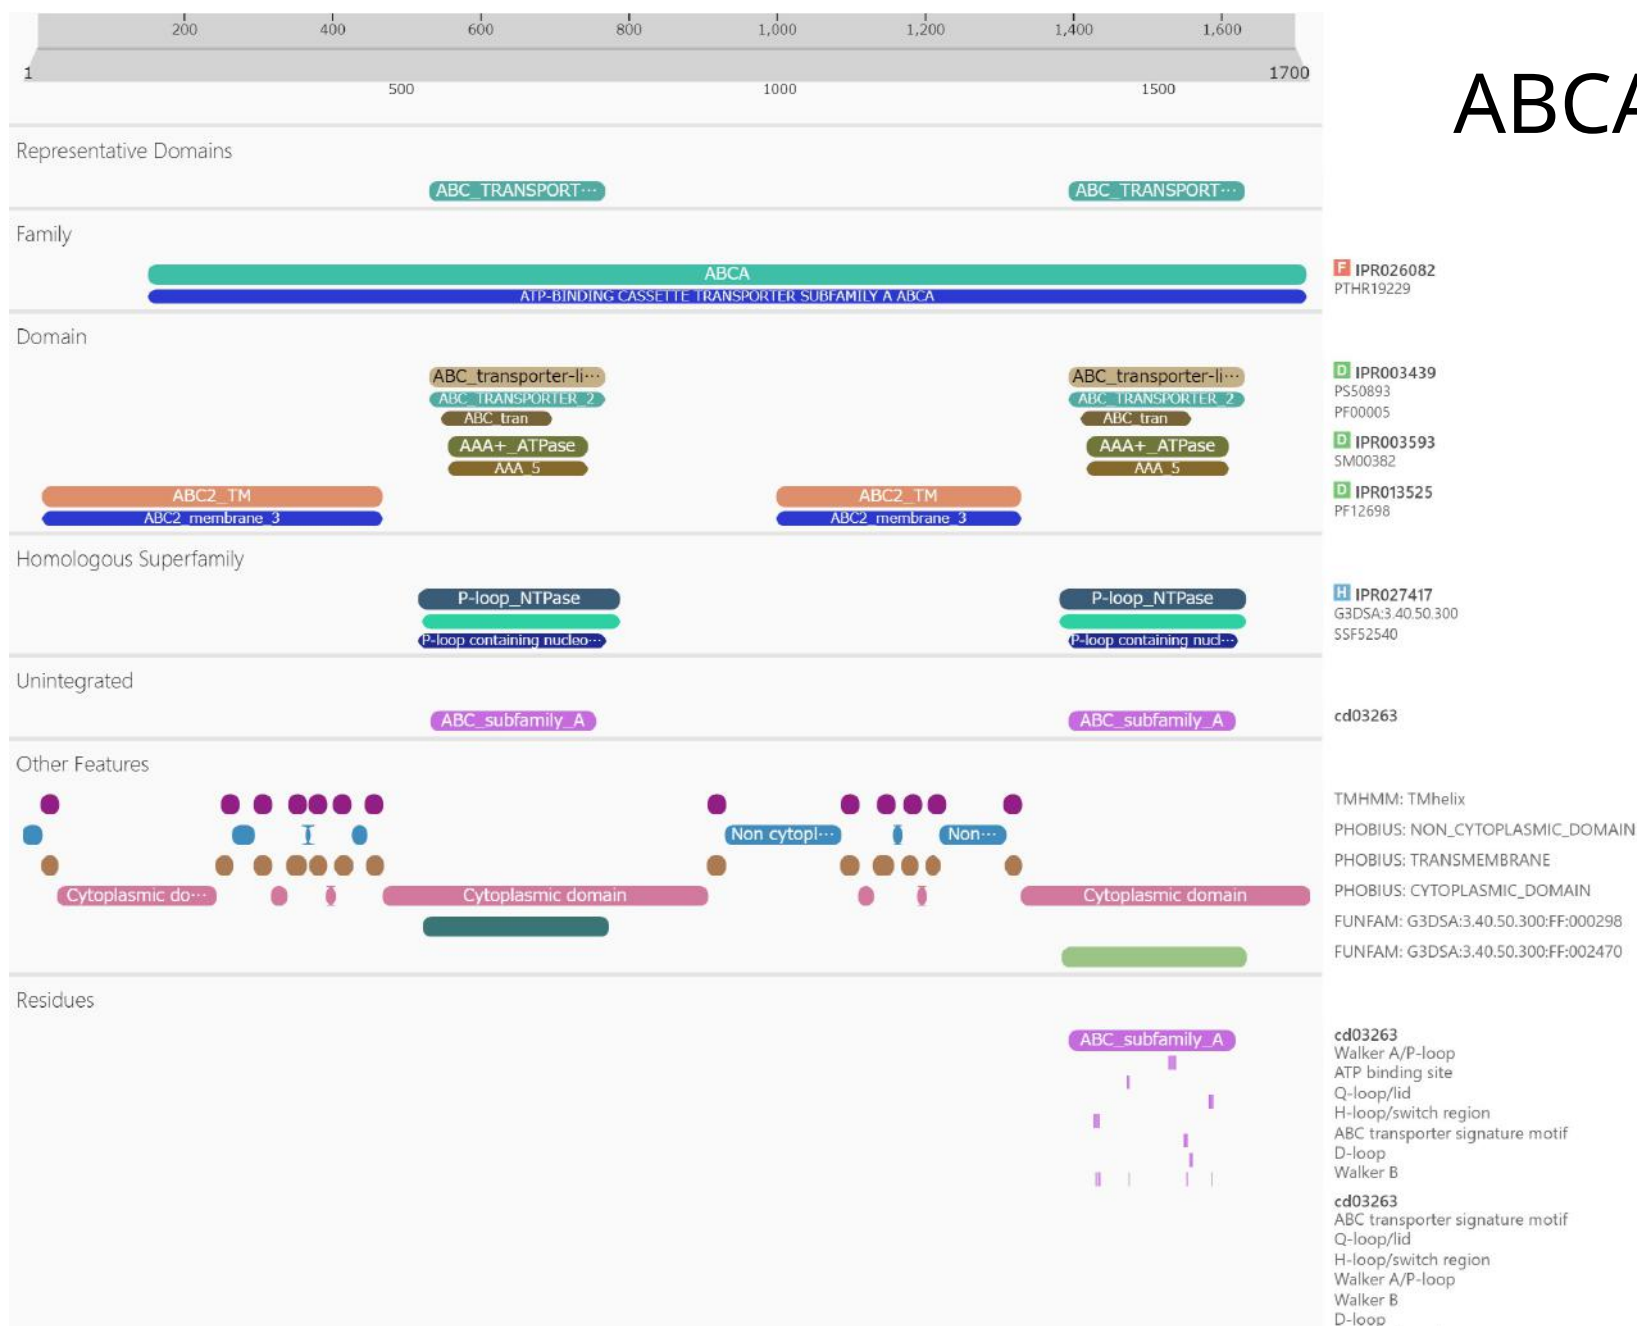 200 400 600 800 1,000 1,200 1,400 1,600
1 1700
500 1000 1500
ABCA
Representative Domains
ABC_TRANSPORT··· ABC_TRANSPORT···
Family
ABCA
F IPR026082
ATP-BINDING CASSETTE TRANSPORTER SUBFAMILY A ABCA
PTHR19229
Domain
ABC_transporter-li··· ABC_transporter-li···
D IPR003439
ABC_TRANSPORTER_2 ABC_TRANSPORTER_2
PS50893
ABC_tran ABC_tran
PF00005
AAA+_ATPase AAA+_ATPase
D IPR003593
AAA_5 AAA_5
SM00382
ABC2_TM ABC2_TM
D IPR013525
ABC2_membrane_3 ABC2_membrane_3
PF12698
Homologous Superfamily
P-loop_NTPase P-loop_NTPase
H IPR027417
G3DSA:3.40.50.300
P-loop containing nucleo··· P-loop containing nucl···
SSF52540
Unintegrated
ABC_subfamily_A ABC_subfamily_A
cd03263
Other Features
TMHMM: TMhelix
Non cytopl··· Non···
PHOBIUS: NON_CYTOPLASMIC_DOMAIN
PHOBIUS: TRANSMEMBRANE
Cytoplasmic do··· Cytoplasmic domain Cytoplasmic domain
PHOBIUS: CYTOPLASMIC_DOMAIN
FUNFAM: G3DSA:3.40.50.300:FF:000298
FUNFAM: G3DSA:3.40.50.300:FF:002470
Residues
ABC_subfamily_A
cd03263
Walker A/P-loop
ATP binding site
Q-loop/lid
H-loop/switch region
ABC transporter signature motif
D-loop
Walker B
cd03263
ABC transporter signature motif
Q-loop/lid
H-loop/switch region
Walker A/P-loop
Walker B
D-loop